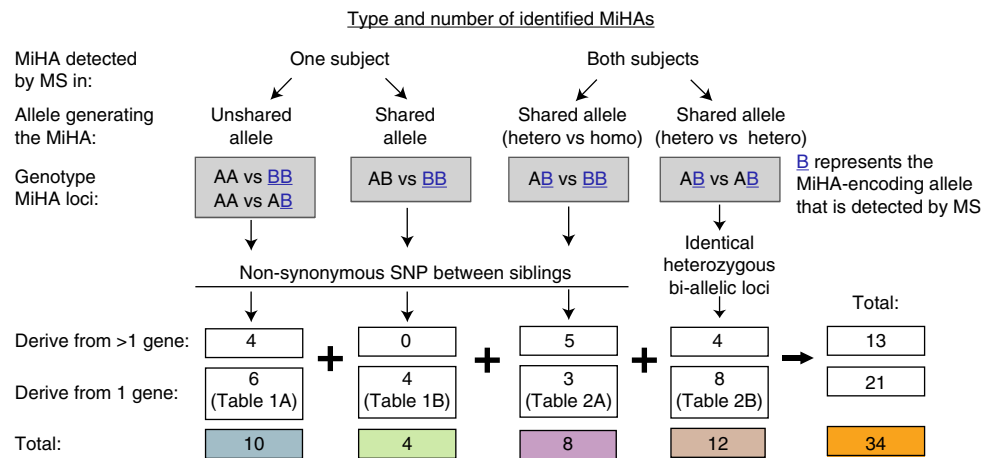 Type and number of identified MiHAs
MiHA detected
by MS in:
One subject
Both subjects
Allele generating
the MiHA:
Unshared
allele
Shared
allele
Shared allele
(hetero vs homo)
Shared allele
(hetero vs hetero)
Genotype
MiHA loci:
AA vs BB
AA vs AB
AB vs BB
AB vs BB
AB vs AB
B represents the
MiHA-encoding allele
that is detected by MS
Non-synonymous SNP between siblings
Identical
heterozygous
bi-allelic loci
Total:
Derive from >1 gene:
4
0
5
4
13
+ + +
Derive from 1 gene:
6
(Table 1A)
4
(Table 1B)
3
(Table 2A)
8
(Table 2B)
21
Total:
10
4
8
12
34